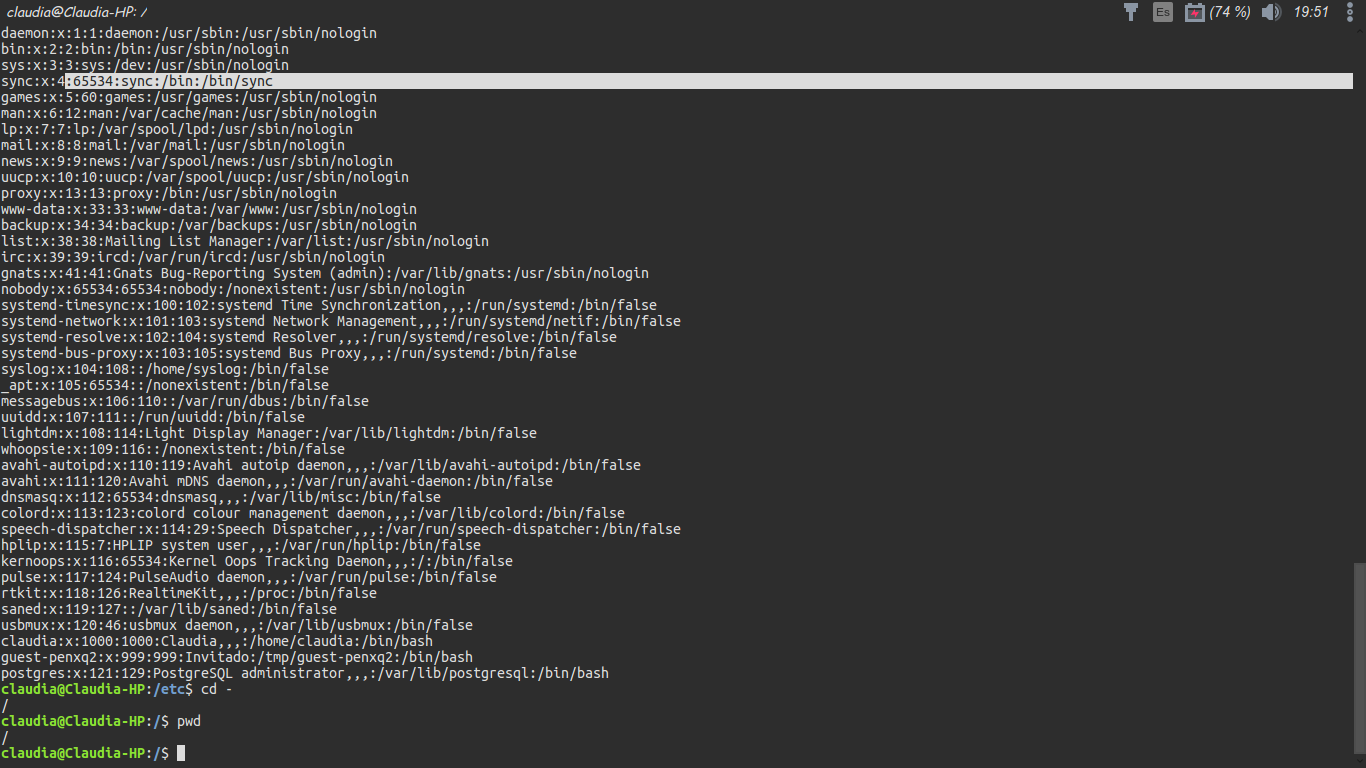 claudia@Claudia-HP: /
Es (74 %) 19:51
daemon:x:1:1:daemon:/usr/sbin:/usr/sbin/nologin
bin:x:2:2:bin:/bin:/usr/sbin/nologin
sys:x:3:3:sys:/dev:/usr/sbin/nologin
sync:x:4:65534:sync:/bin:/bin/sync
games:x:5:60:games:/usr/games:/usr/sbin/nologin
man:x:6:12:man:/var/cache/man:/usr/sbin/nologin
lp:x:7:7:lp:/var/spool/lpd:/usr/sbin/nologin
mail:x:8:8:mail:/var/mail:/usr/sbin/nologin
news:x:9:9:news:/var/spool/news:/usr/sbin/nologin
uucp:x:10:10:uucp:/var/spool/uucp:/usr/sbin/nologin
proxy:x:13:13:proxy:/bin:/usr/sbin/nologin
www-data:x:33:33:www-data:/var/www:/usr/sbin/nologin
backup:x:34:34:backup:/var/backups:/usr/sbin/nologin
list:x:38:38:Mailing List Manager:/var/list:/usr/sbin/nologin
irc:x:39:39:ircd:/var/run/ircd:/usr/sbin/nologin
gnats:x:41:41:Gnats Bug-Reporting System (admin):/var/lib/gnats:/usr/sbin/nologin
nobody:x:65534:65534:nobody:/nonexistent:/usr/sbin/nologin
systemd-timesync:x:100:102:systemd Time Synchronization,,,:/run/systemd:/bin/false
systemd-network:x:101:103:systemd Network Management,,,:/run/systemd/netif:/bin/false
systemd-resolve:x:102:104:systemd Resolver,,,:/run/systemd/resolve:/bin/false
systemd-bus-proxy:x:103:105:systemd Bus Proxy,,,:/run/systemd:/bin/false
syslog:x:104:108::/home/syslog:/bin/false
_apt:x:105:65534::/nonexistent:/bin/false
messagebus:x:106:110::/var/run/dbus:/bin/false
uuidd:x:107:111::/run/uuidd:/bin/false
lightdm:x:108:114:Light Display Manager:/var/lib/lightdm:/bin/false
whoopsie:x:109:116::/nonexistent:/bin/false
avahi-autoipd:x:110:119:Avahi autoip daemon,,,:/var/lib/avahi-autoipd:/bin/false
avahi:x:111:120:Avahi mDNS daemon,,,:/var/run/avahi-daemon:/bin/false
dnsmasq:x:112:65534:dnsmasq,,,:/var/lib/misc:/bin/false
colord:x:113:123:colord colour management daemon,,,:/var/lib/colord:/bin/false
speech-dispatcher:x:114:29:Speech Dispatcher,,,:/var/run/speech-dispatcher:/bin/false
hplip:x:115:7:HPLIP system user,,,:/var/run/hplip:/bin/false
kernoops:x:116:65534:Kernel Oops Tracking Daemon,,,:/:/bin/false
pulse:x:117:124:PulseAudio daemon,,,:/var/run/pulse:/bin/false
rtkit:x:118:126:RealtimeKit,,,:/proc:/bin/false
saned:x:119:127::/var/lib/saned:/bin/false
usbmux:x:120:46:usbmux daemon,,,:/var/lib/usbmux:/bin/false
claudia:x:1000:1000:Claudia,,,:/home/claudia:/bin/bash
guest-penxq2:x:999:999:Invitado:/tmp/guest-penxq2:/bin/bash
postgres:x:121:129:PostgreSQL administrator,,,:/var/lib/postgresql:/bin/bash
claudia@Claudia-HP:/etc$ cd -
/
claudia@Claudia-HP:/$ pwd
/
claudia@Claudia-HP:/$